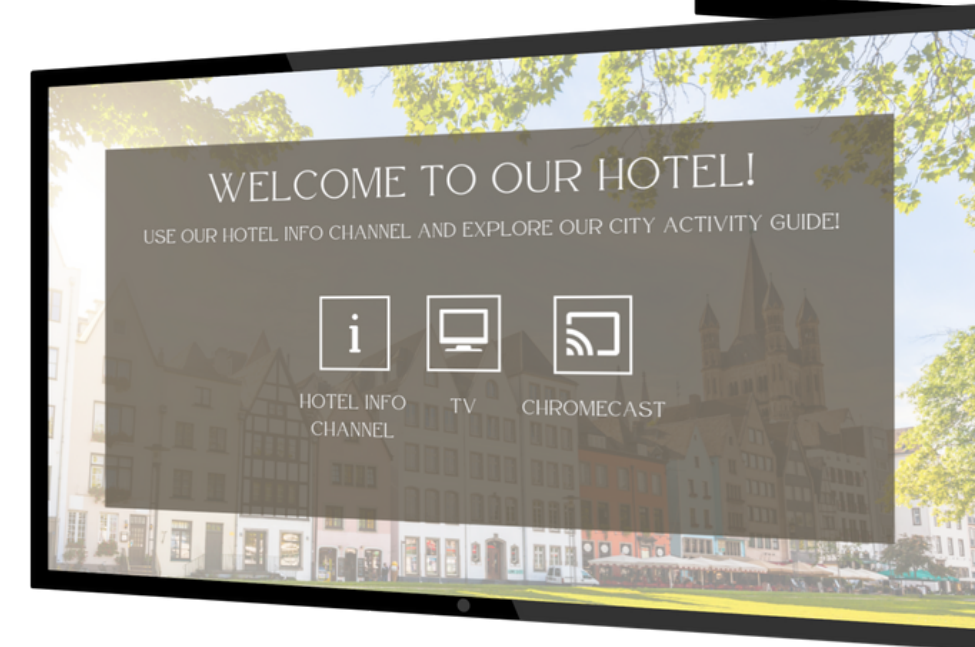 WELCOME TO OUR HOTEL!
USE OUR HOTEL INFO CHANNEL AND EXPLORE OUR CITY ACTIVITY GUIDE!
i
HOTEL INFO
CHANNEL
TV
CHROMECAST